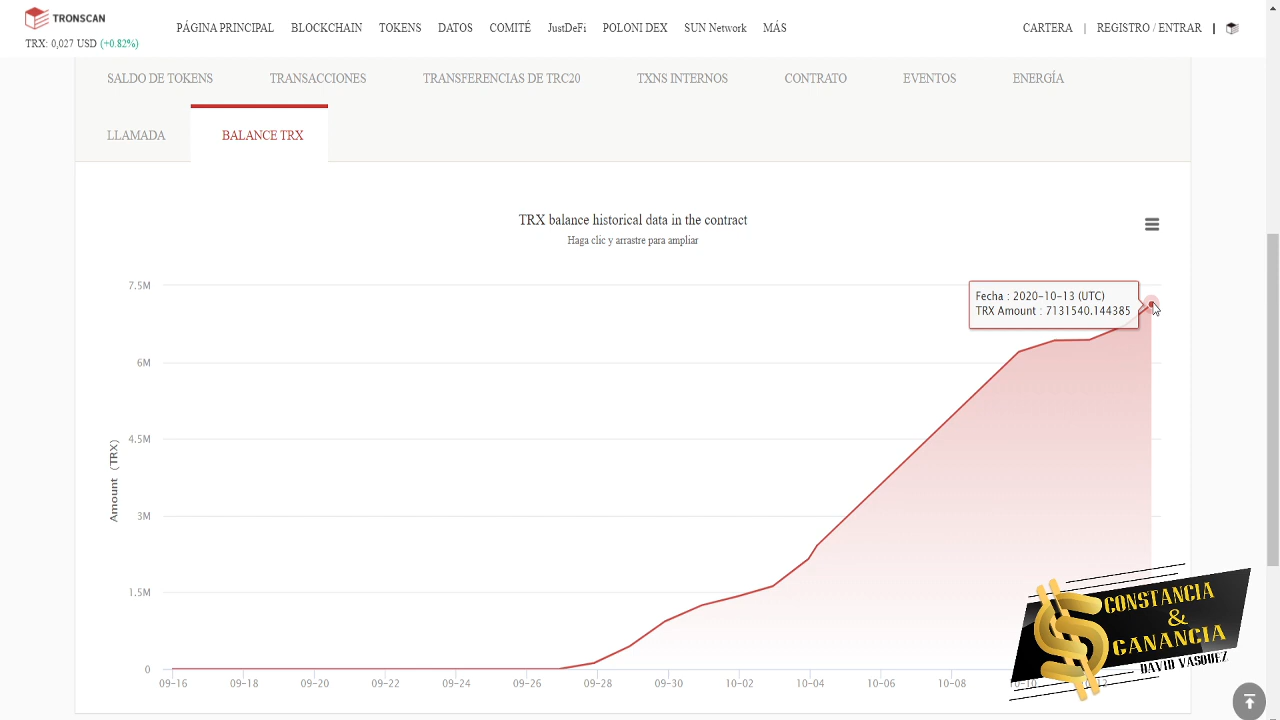 TRONSCAN
TRX: 0,027 USD (+0.82%)
PÁGINA PRINCIPAL BLOCKCHAIN TOKENS DATOS COMITÉ JustDeFi POLONI DEX SUN Network MÁS
CARTERA | REGISTRO / ENTRAR |
SALDO DE TOKENS TRANSACCIONES TRANSFERENCIAS DE TRC20 TXNS INTERNOS CONTRATO EVENTOS ENERGÍA
LLAMADA BALANCE TRX
TRX balance historical data in the contract
Haga clic y arrastre para ampliar
Fecha : 2020-10-13 (UTC)
TRX Amount : 7131540.144385
Amount (TRX)
7.5M
6M
4.5M
3M
1.5M
0
09-16 09-18 09-20 09-22 09-24 09-26 09-28 09-30 10-02 10-04 10-06 10-08 10-10
CONSTANCIA
&
GANANCIA
DAVID VASQUEZ